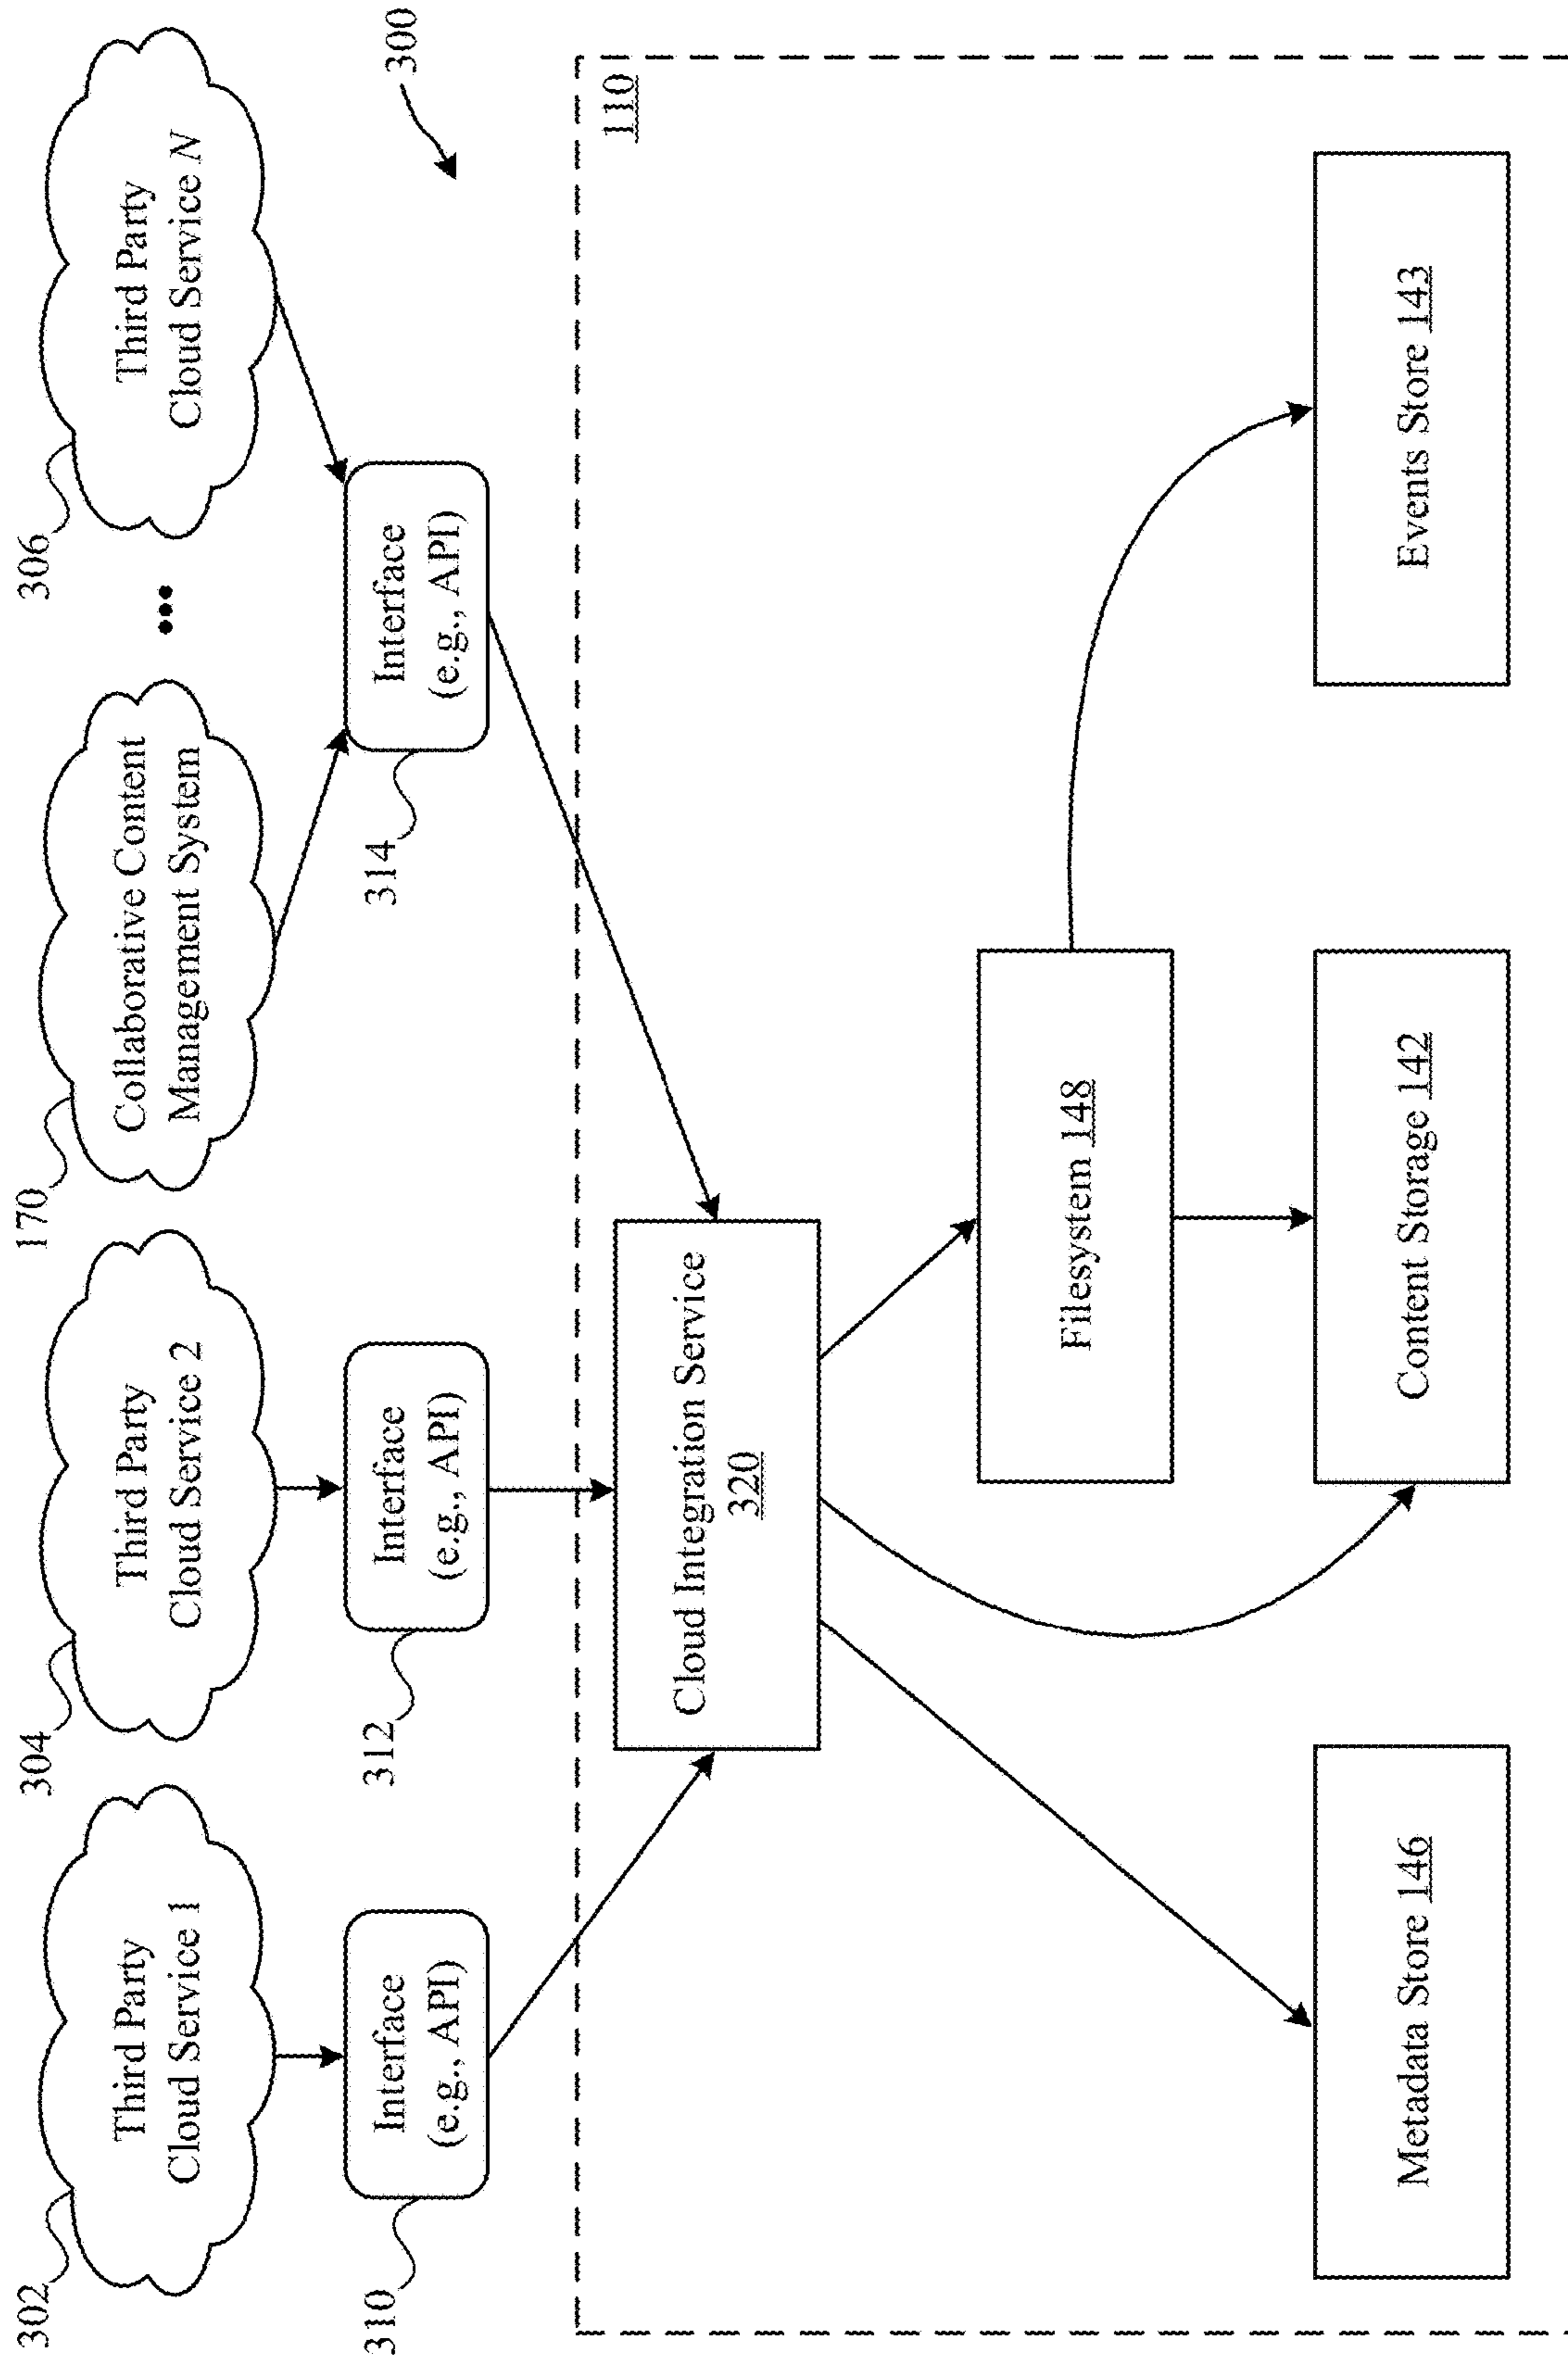 302
Third Party
Cloud Service 1
304
Third Party
Cloud Service 2
170
Collaborative Content
Management System
•••
306
Third Party
Cloud Service N
310
Interface
(e.g., API)
312
Interface
(e.g., API)
314
Interface
(e.g., API)
300
110
Cloud Integration Service
320
Filesystem 148
Metadata Store 146
Content Storage 142
Events Store 143